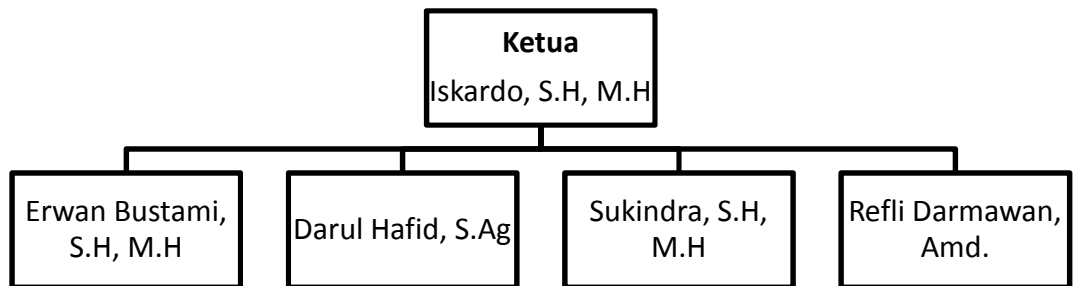 Ketua
Iskardo, S.H, M.H
Erwan Bustami,
S.H, M.H
Darul Hafid, S.Ag
Sukindra, S.H,
M.H
Refli Darmawan,
Amd.